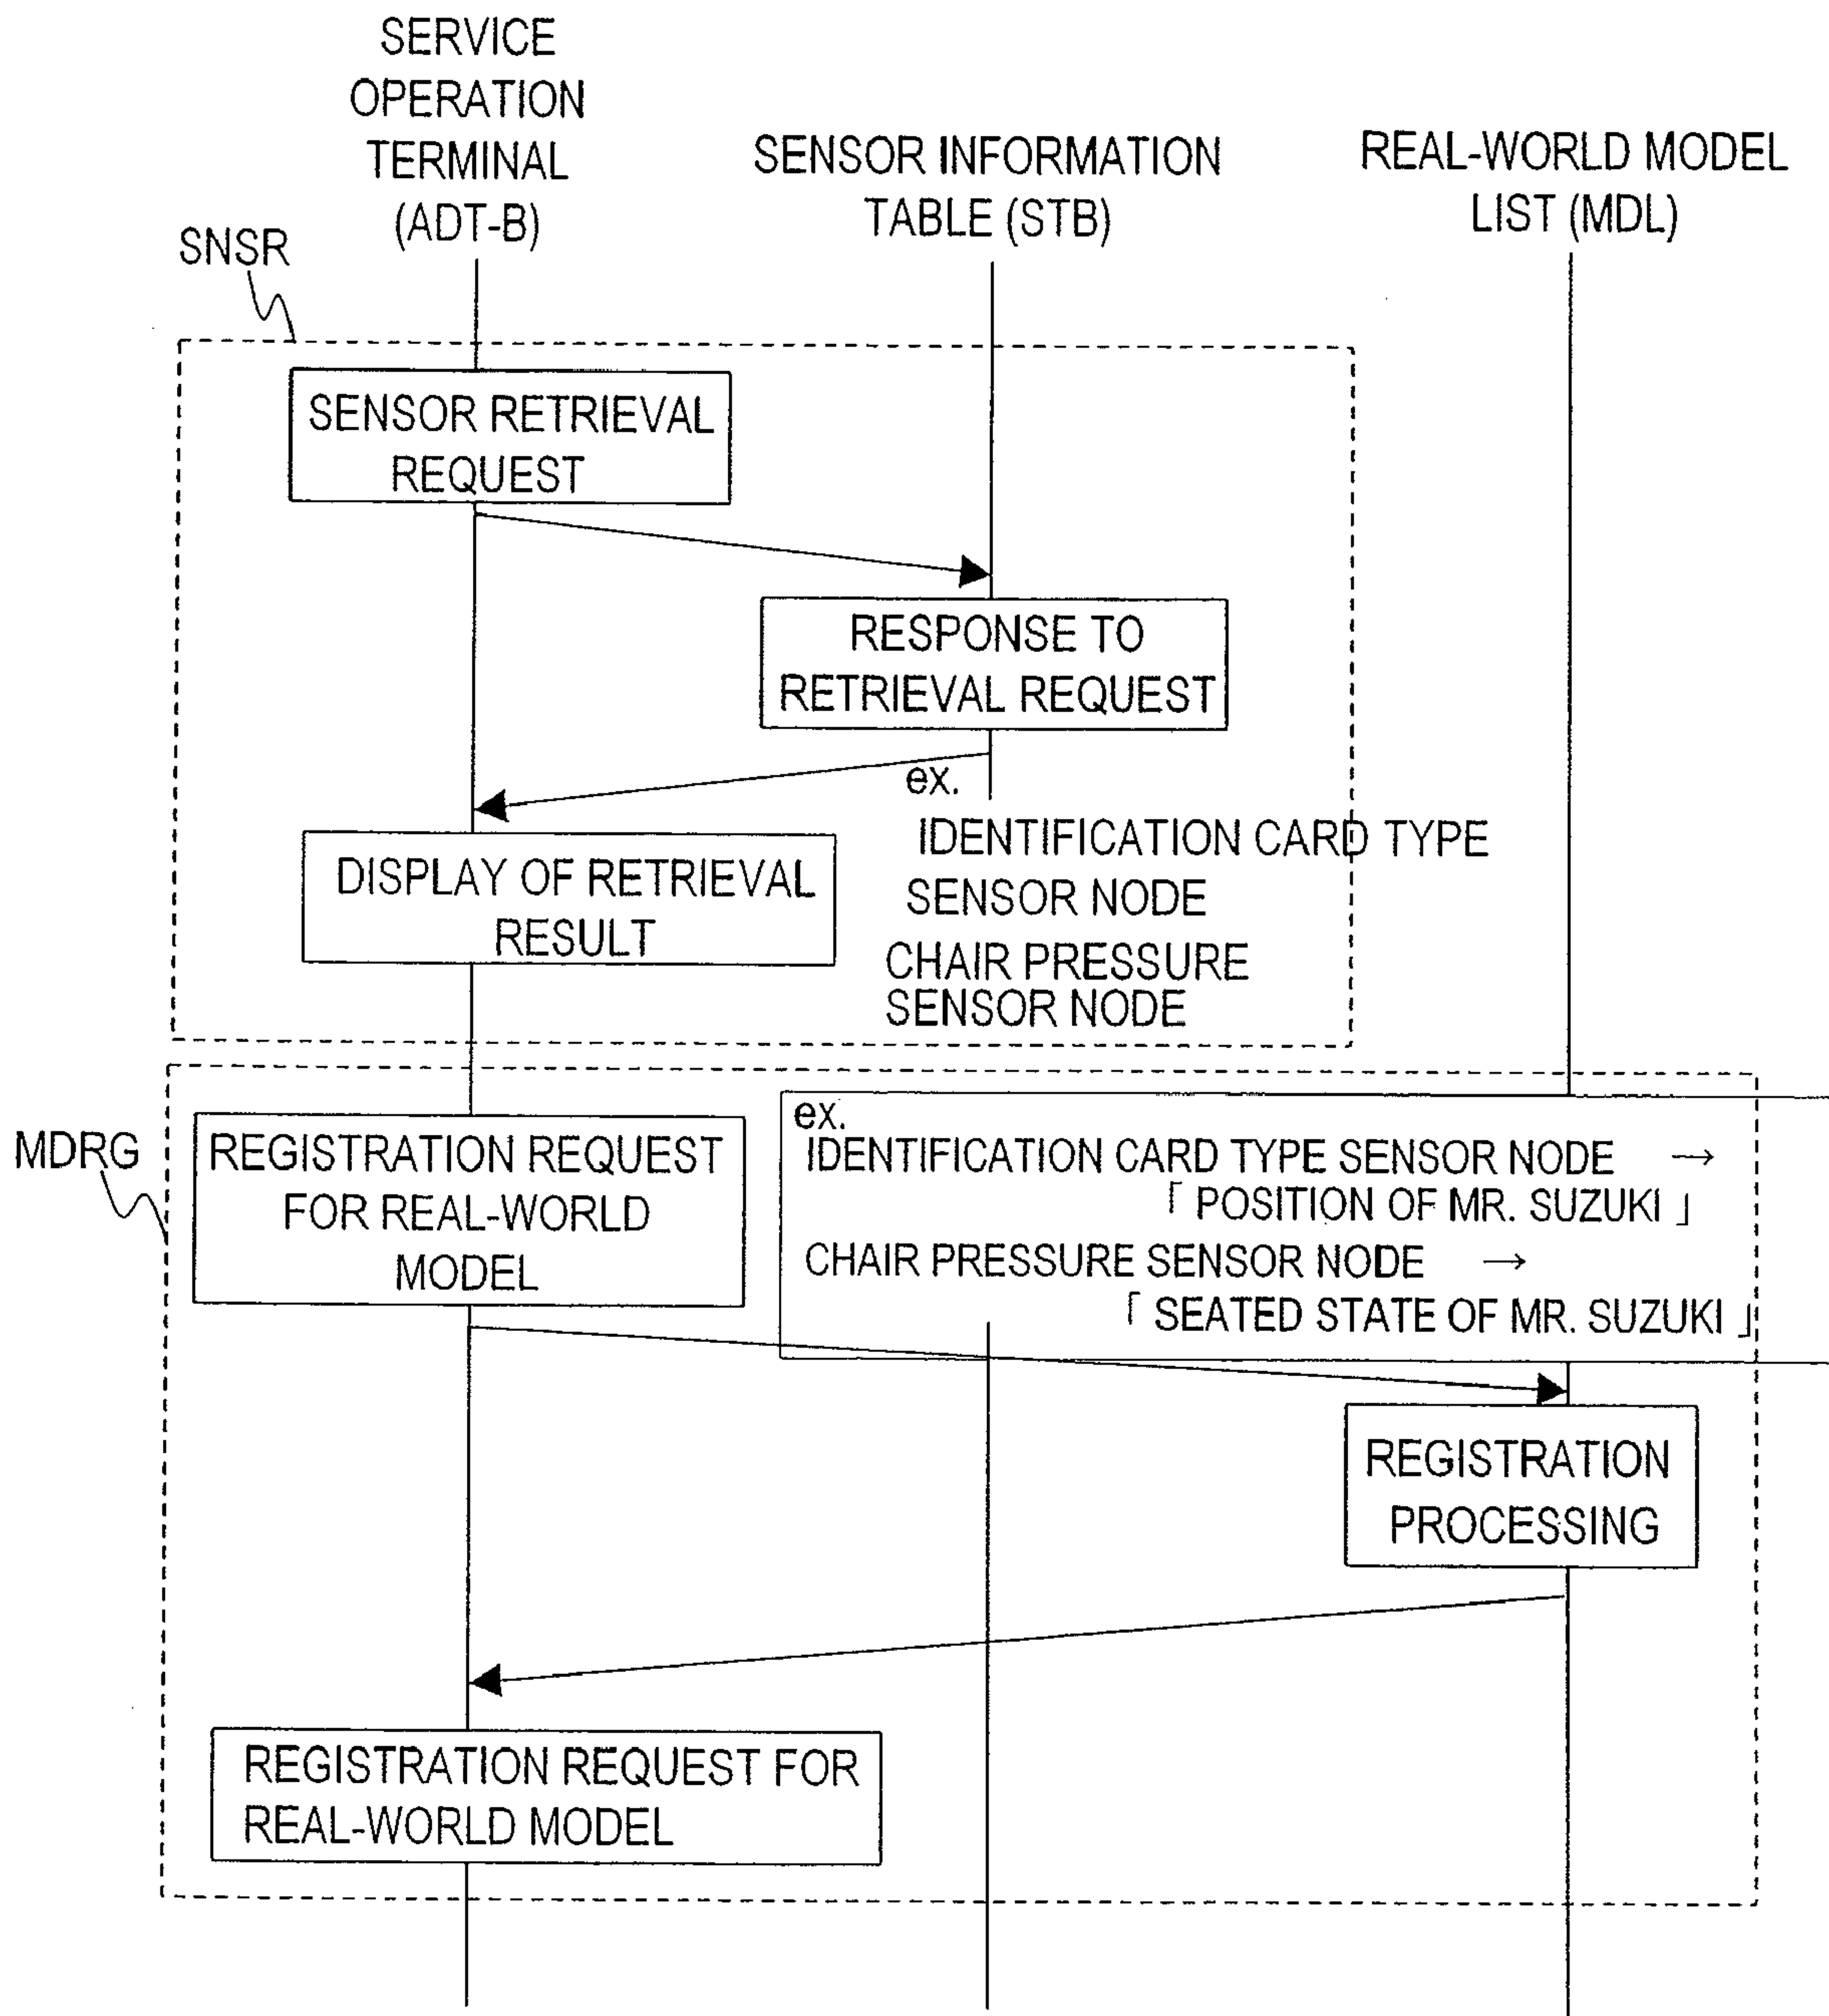 SERVICE
OPERATION
TERMINAL
(ADT-B)
SENSOR INFORMATION
TABLE (STB)
REAL-WORLD MODEL
LIST (MDL)
SNSR
SENSOR RETRIEVAL
REQUEST
RESPONSE TO
RETRIEVAL REQUEST
ex.
IDENTIFICATION CARD TYPE
SENSOR NODE
CHAIR PRESSURE
SENSOR NODE
DISPLAY OF RETRIEVAL
RESULT
MDRG
REGISTRATION REQUEST
FOR REAL-WORLD
MODEL
ex.
IDENTIFICATION CARD TYPE SENSOR NODE →
「 POSITION OF MR. SUZUKI 」
CHAIR PRESSURE SENSOR NODE →
「 SEATED STATE OF MR. SUZUKI 」
REGISTRATION
PROCESSING
REGISTRATION REQUEST FOR
REAL-WORLD MODEL